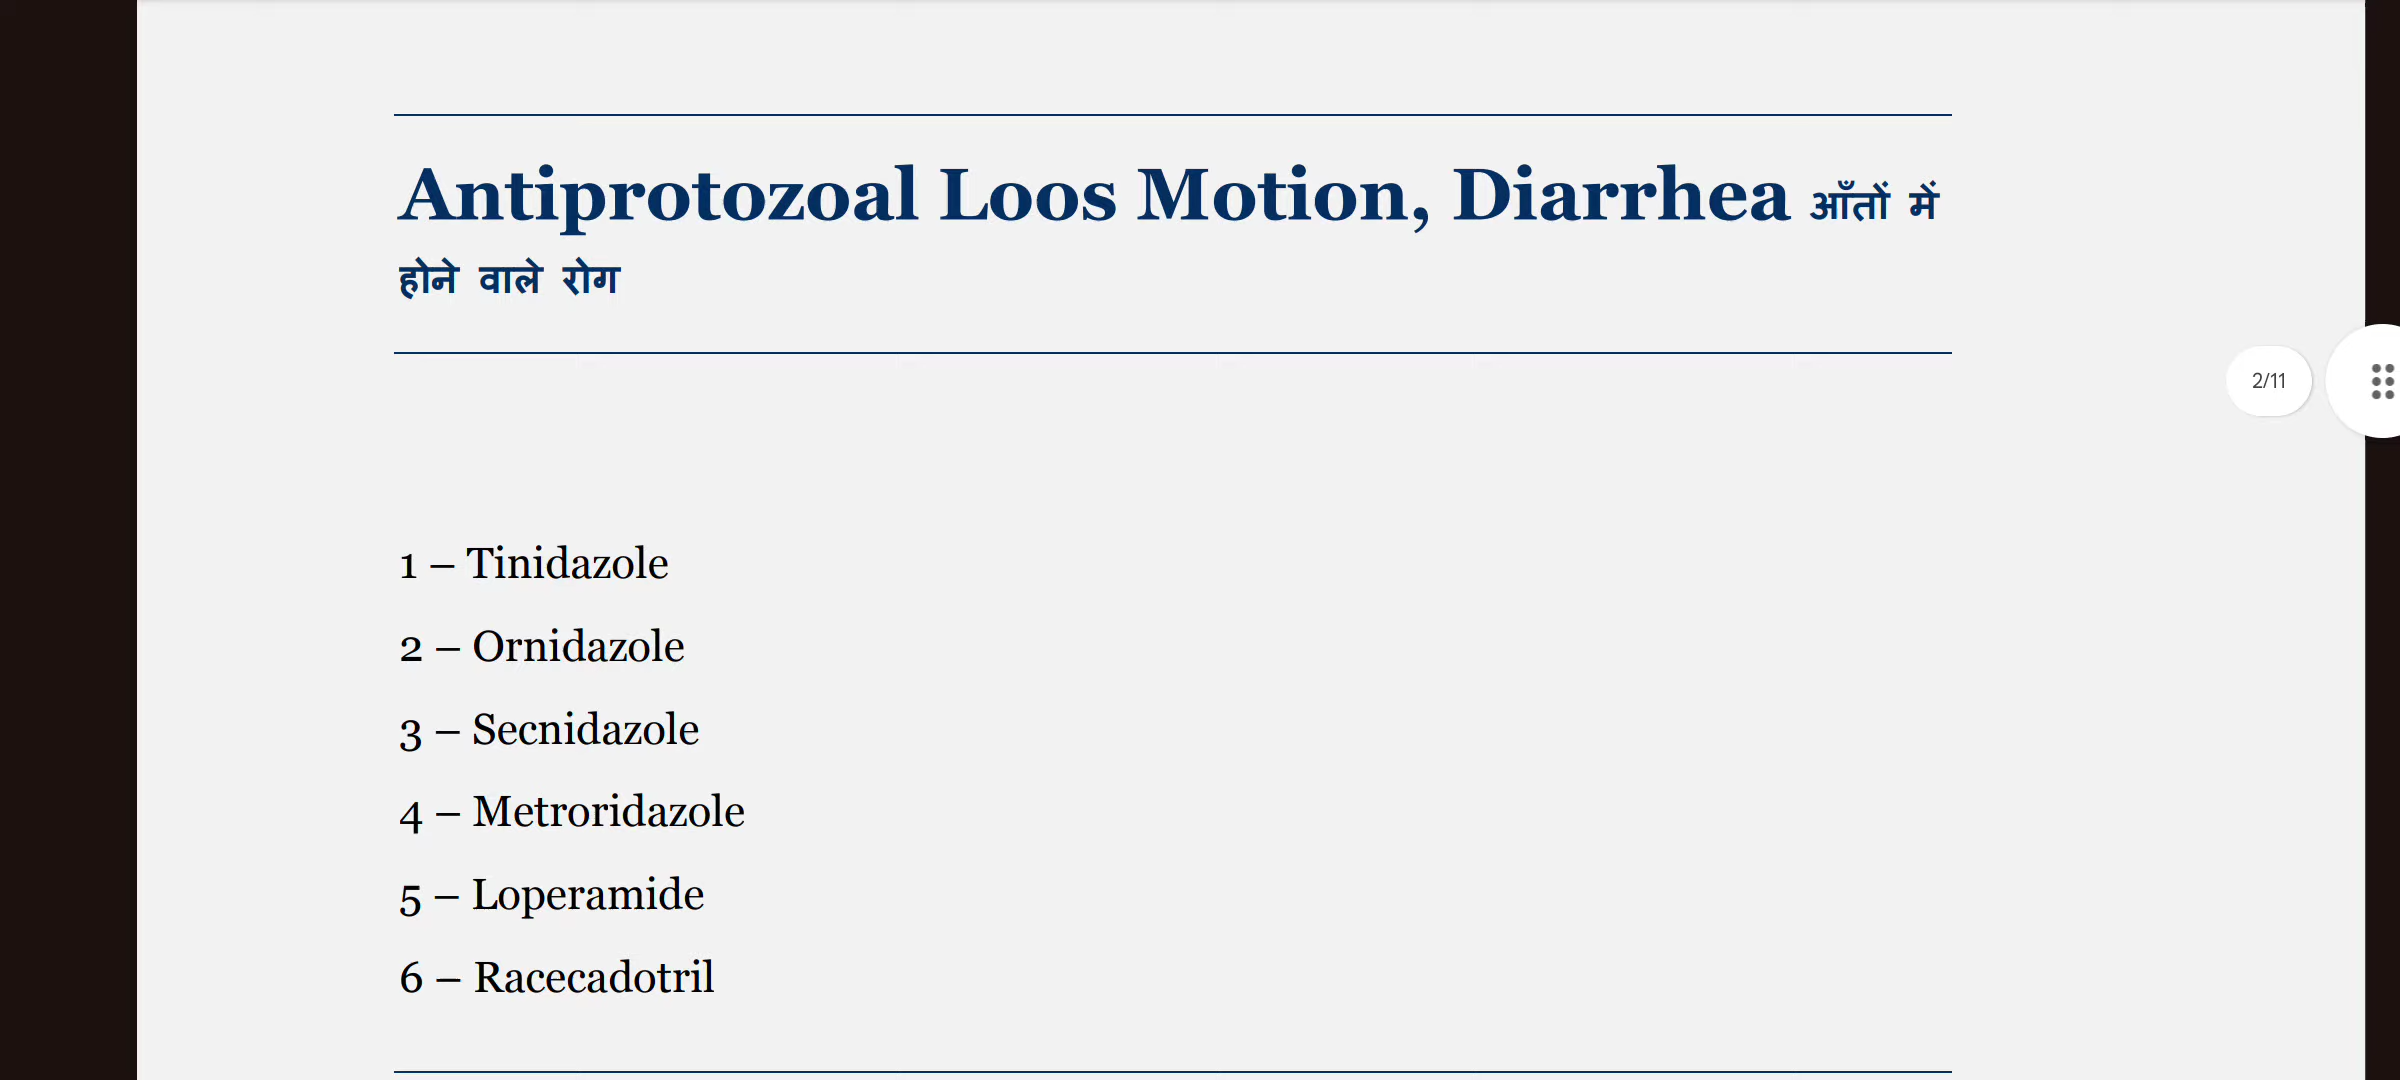 Antiprotozoal Loos Motion, Diarrhea आँतों में
होने वाले रोग
2/11
1 – Tinidazole
2 – Ornidazole
3 – Secnidazole
4 – Metroridazole
5 – Loperamide
6 – Racecadotril